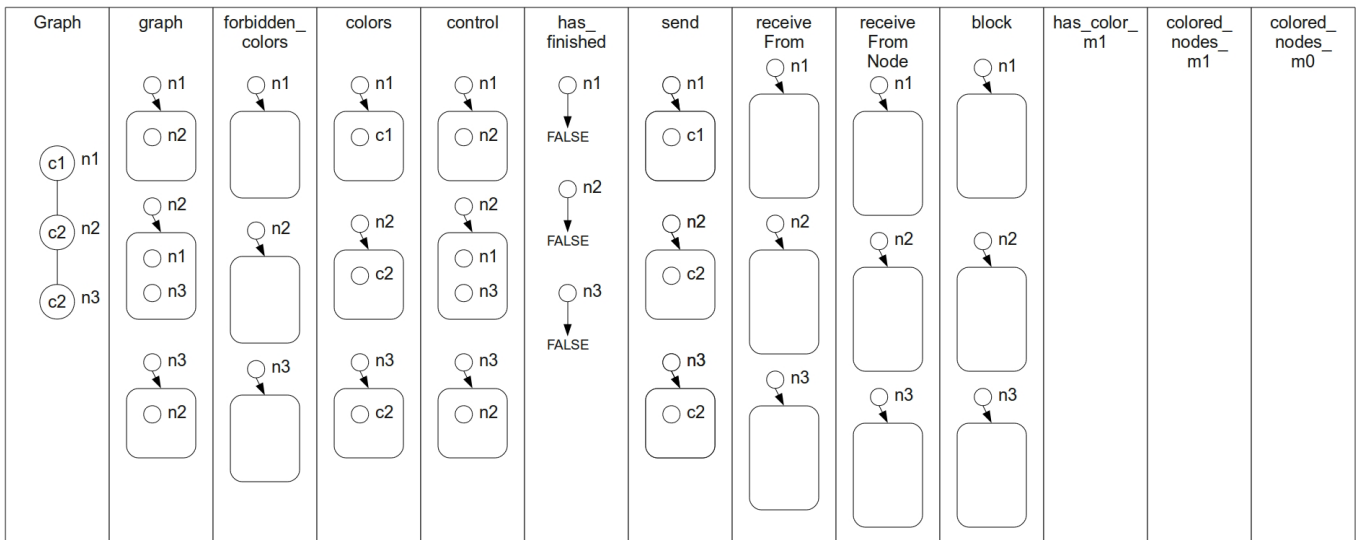 Graph
c1 n1
c2 n2
c2 n3
graph
n1
n2
n2
n1
n3
n3
n2
forbidden_
colors
n1
n2
n3
colors
n1
c1
n2
c2
n3
c2
control
n1
n2
n2
n1
n3
n3
n2
has_
finished
n1
FALSE
n2
FALSE
n3
FALSE
send
n1
c1
n2
c2
n3
c2
receive
From
n1
n2
n3
receive
From
Node
n1
n2
n3
block
n1
n2
n3
has_color_
m1
colored_
nodes_
m1
colored_
nodes_
m0